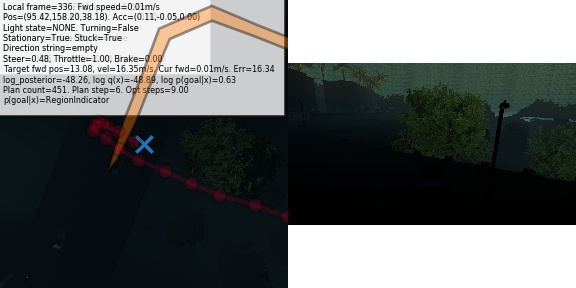 Local frame=336. Fwd speed=0.01m/s
Pos=(95.42,158.20,38.18). Acc=(0.11,-0.05,0.00)
Light state=NONE. Turning=False
Stationary=True. Stuck=True
Direction string=empty
Steer=0.48, Throttle=1.00, Brake=0.00
Target fwd pos=13.08, vel=16.35m/s, Cur fwd=0.01m/s. Err=16.34
log_posterior=-48.26, log q(x)=-48.89, log p(goal|x)=0.63
Plan count=451. Plan step=6. Opt steps=9.00
p(goal|x)=RegionIndicator